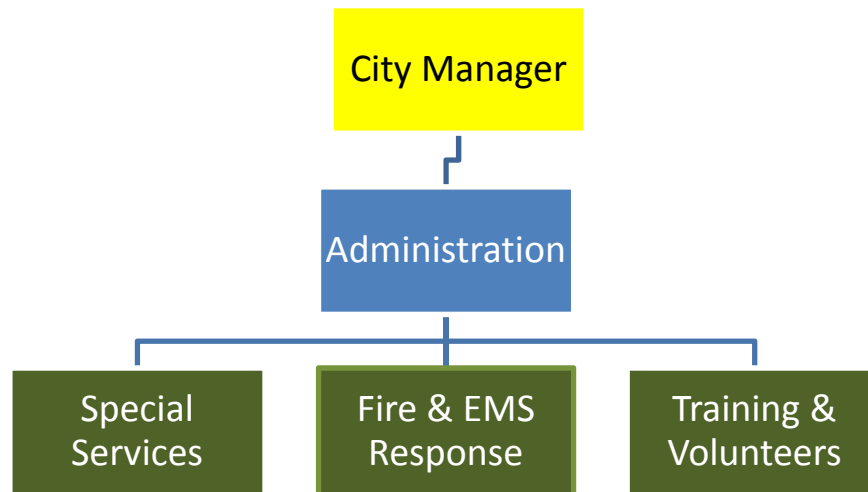 City Manager
Administration
Special
Services
Fire & EMS
Response
Training &
Volunteers